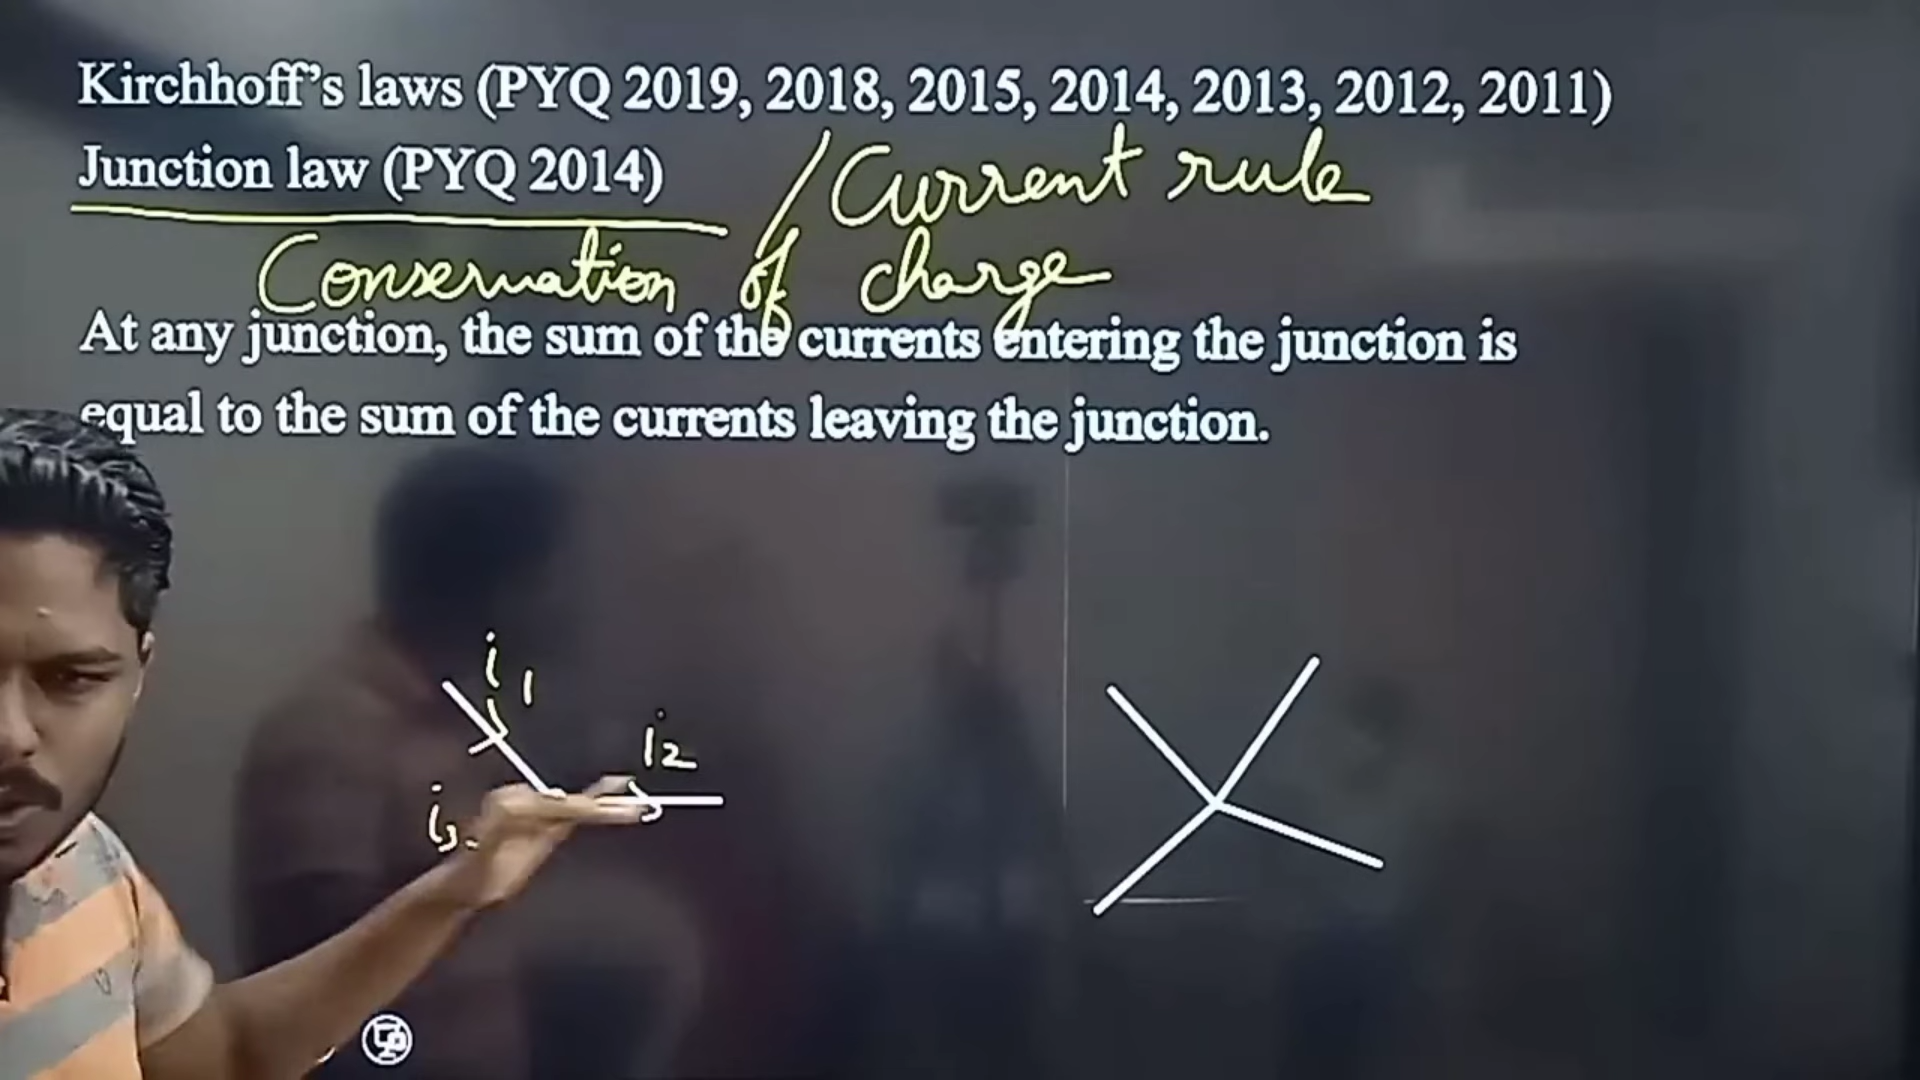 Kirchhoff's laws (PYQ 2019, 2018, 2015, 2014, 2013, 2012, 2011)
Junction law (PYQ 2014) / Current rule
Conservation of charge
At any junction, the sum of the currents entering the junction is
equal to the sum of the currents leaving the junction.
i1
i2
i3